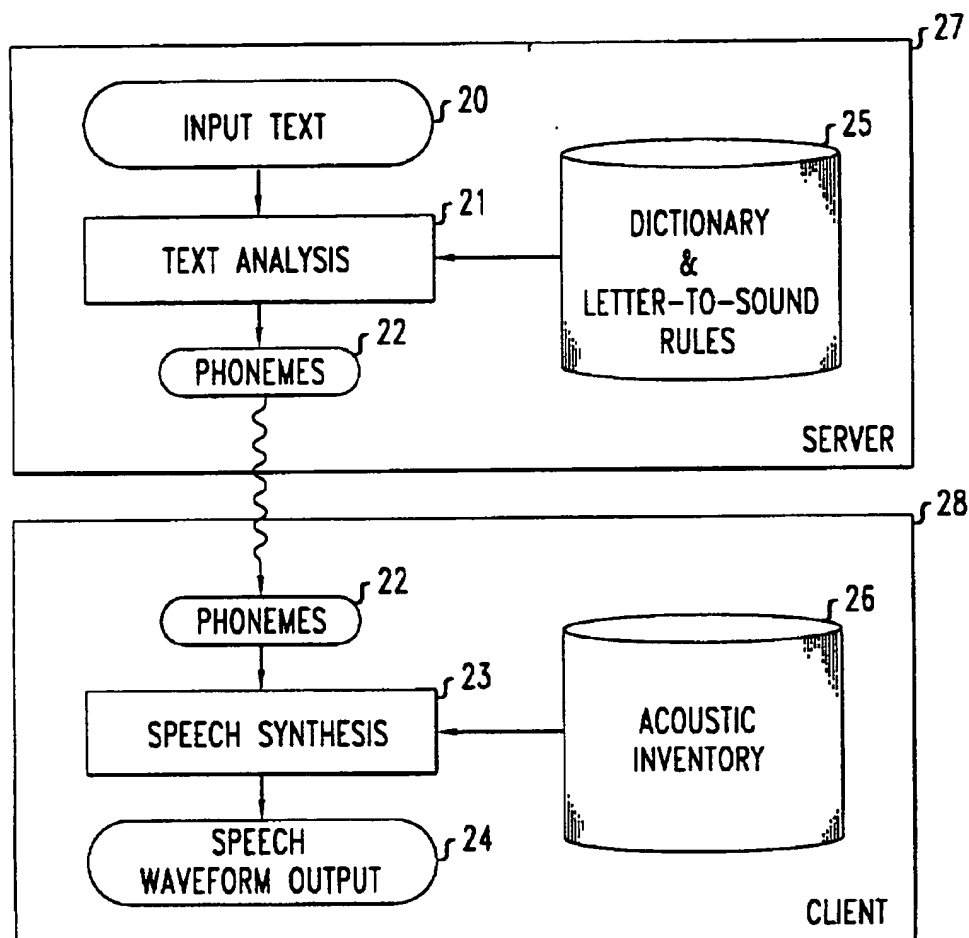 27
INPUT TEXT
20
25
21
TEXT ANALYSIS
DICTIONARY
&
LETTER-TO-SOUND
RULES
22
PHONEMES
SERVER
28
22
PHONEMES
26
23
SPEECH SYNTHESIS
ACOUSTIC
INVENTORY
SPEECH
WAVEFORM OUTPUT
24
CLIENT